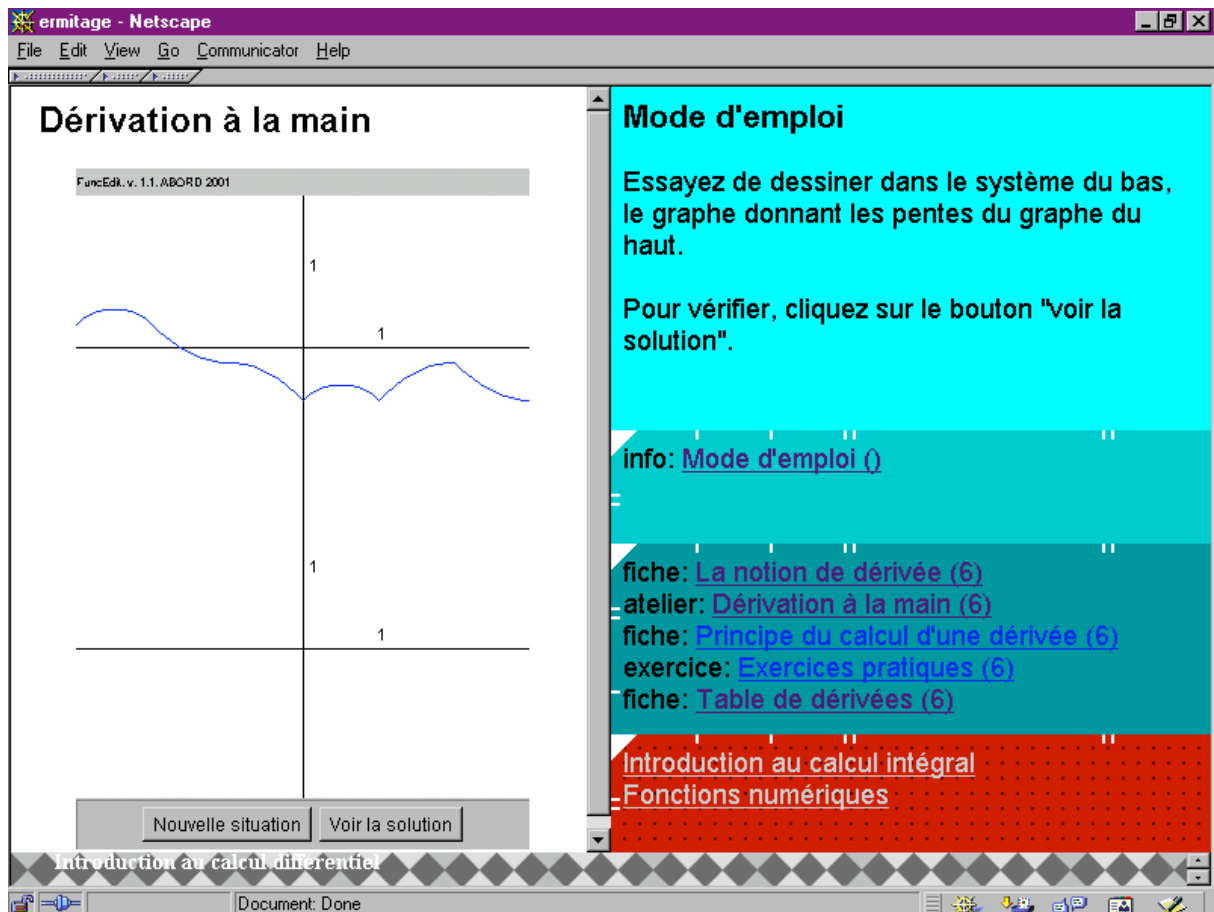 ermitage - Netscape
File Edit View Go Communicator Help
Dérivation à la main
FuncEdit. v. 1.1. ABORD 2001
1
1
1
1
Nouvelle situation Voir la solution
Mode d'emploi
Essayez de dessiner dans le système du bas,
le graphe donnant les pentes du graphe du
haut.
Pour vérifier, cliquez sur le bouton "voir la
solution".
info: Mode d'emploi ()
fiche: La notion de dérivée (6)
atelier: Dérivation à la main (6)
fiche: Principe du calcul d'une dérivée (6)
exercice: Exercices pratiques (6)
fiche: Table de dérivées (6)
Introduction au calcul intégral
Fonctions numériques
Introduction au calcul différentiel
Document: Done